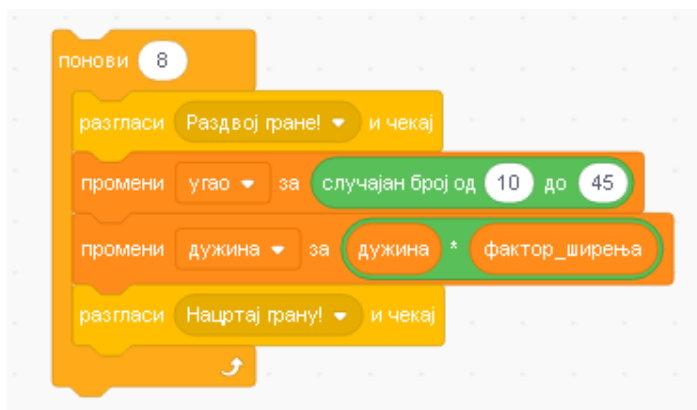 понови 8
разгласи Раздвој гране! и чекај
промени угао за случајан број од 10 до 45
промени дужина за дужина * фактор_ширења
разгласи Нацртај грану! и чекај